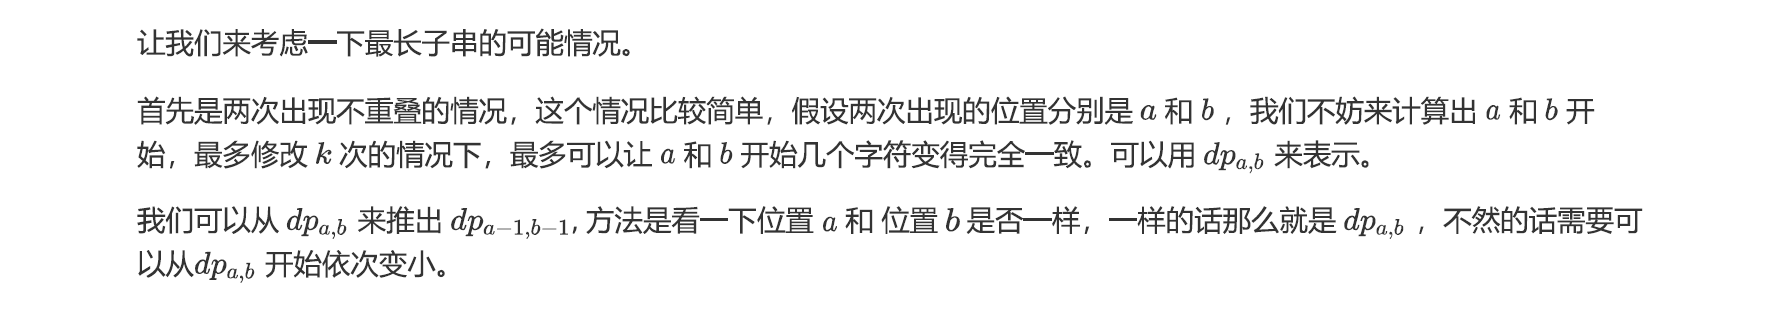 让我们来考虑一下最长子串的可能情况。
首先是两次出现不重叠的情况，这个情况比较简单，假设两次出现的位置分别是 a 和 b ，我们不妨来计算出 a 和 b 开
始，最多修改 k 次的情况下，最多可以让 a 和 b 开始几个字符变得完全一致。可以用 dp_{a,b} 来表示。
我们可以从 dp_{a,b} 来推出 dp_{a−1,b−1}, 方法是看一下位置 a 和 位置 b 是否一样，一样的话那么就是 dp_{a,b} ，不然的话需要可
以从dp_{a,b} 开始依次变小。